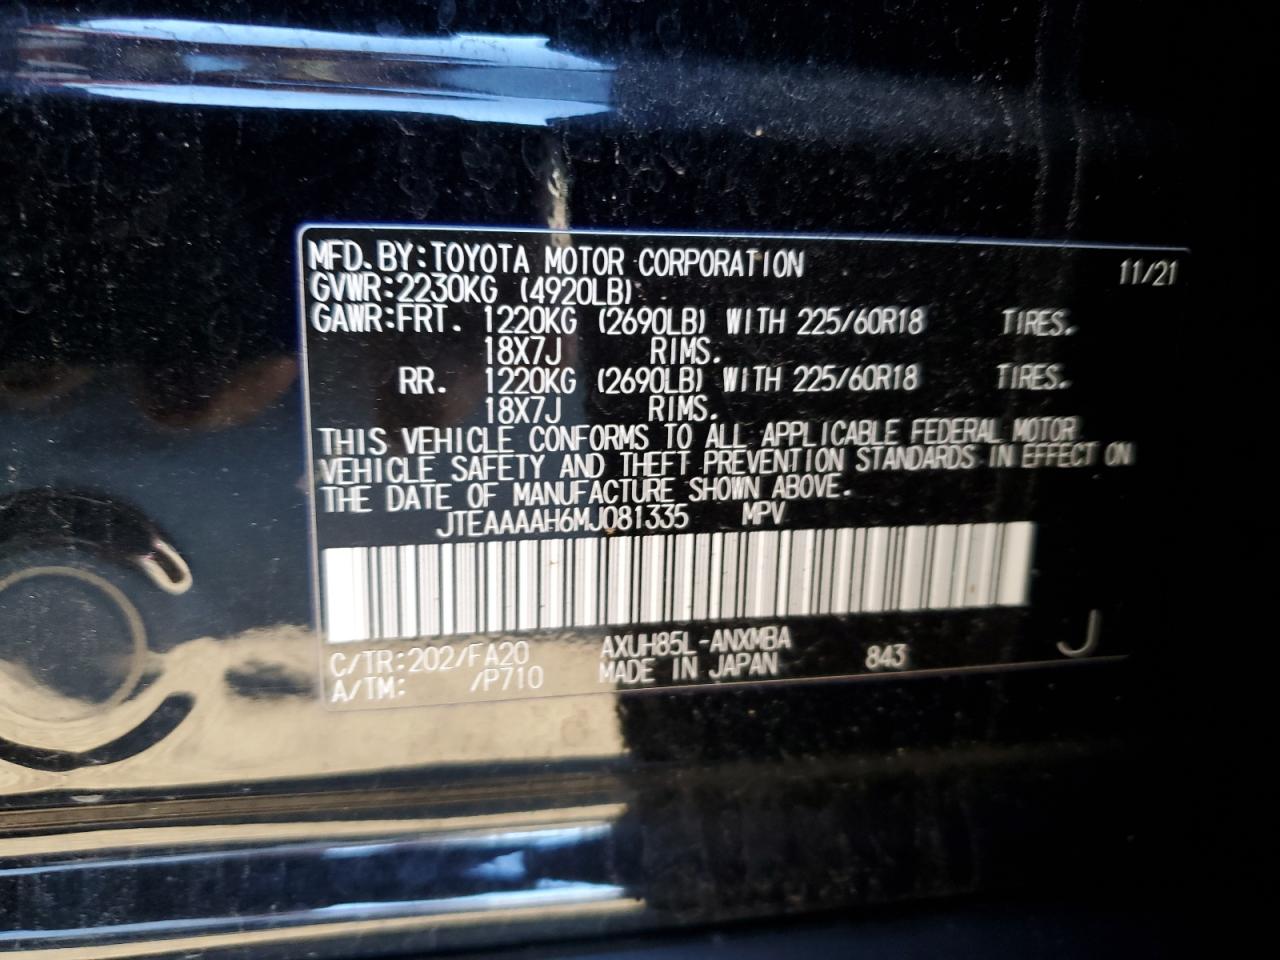 MFD.BY:TOYOTA MOTOR CORPORATION 11/21
GVWR:2230KG (4920LB)
GAWR:FRT. 1220KG (2690LB) WITH 225/60R18 TIRES.
18X7J RIMS.
RR. 1220KG (2690LB) WITH 225/60R18 TIRES.
18X7J RIMS.
THIS VEHICLE CONFORMS TO ALL APPLICABLE FEDERAL MOTOR
VEHICLE SAFETY AND THEFT PREVENTION STANDARDS IN EFFECT ON
THE DATE OF MANUFACTURE SHOWN ABOVE.
JTEAAAAH6MJ081335 MPV
C/TR:202/FA20 AXUH85L-ANXMBA 843 J
A/TM: /P710 MADE IN JAPAN